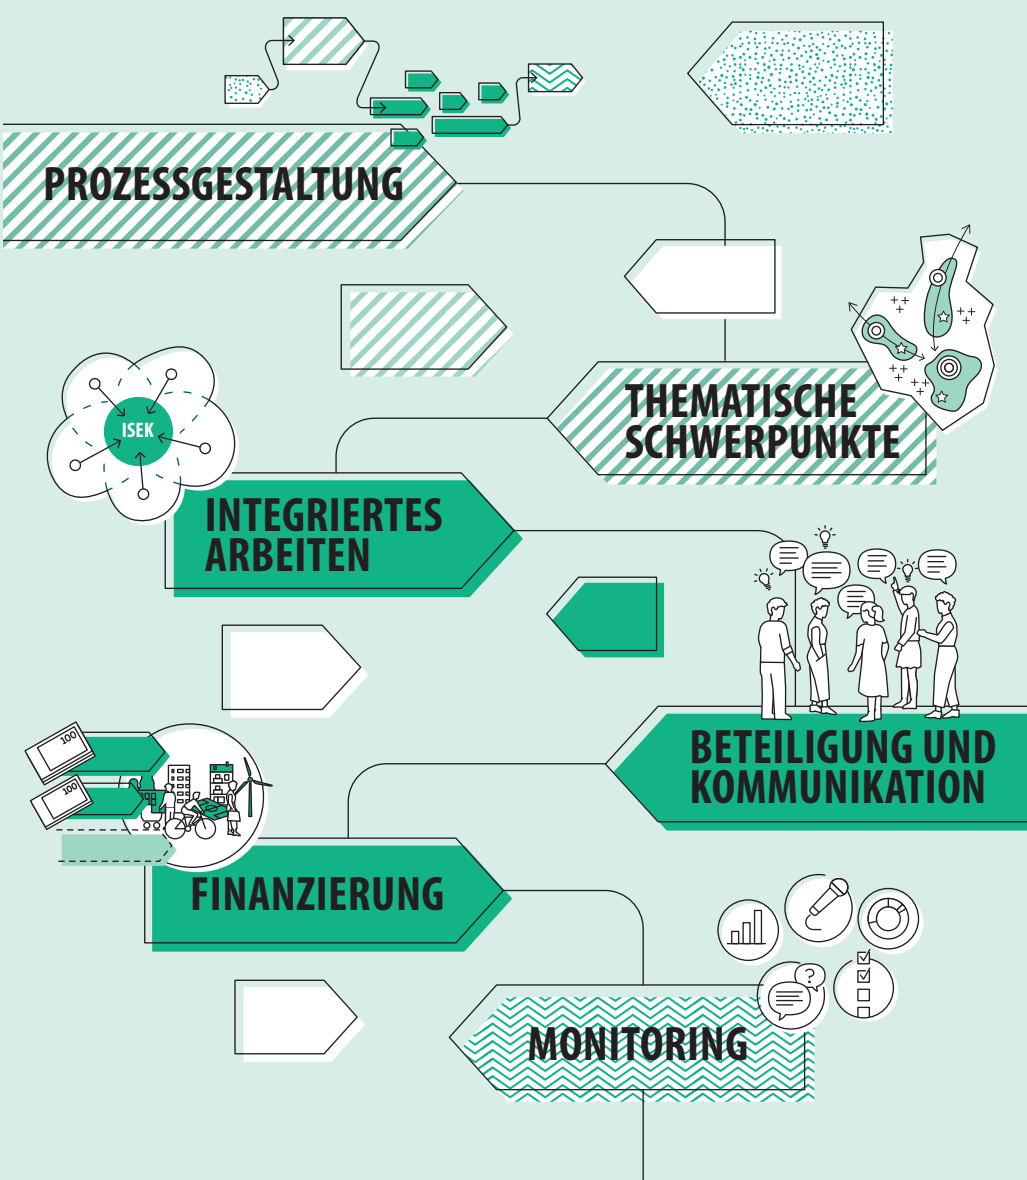 PROZESSGESTALTUNG
THEMATISCHE
SCHWERPUNKTE
ISEK
INTEGRIERTES
ARBEITEN
BETEILIGUNG UND
KOMMUNIKATION
100
100
FINANZIERUNG
?
MONITORING